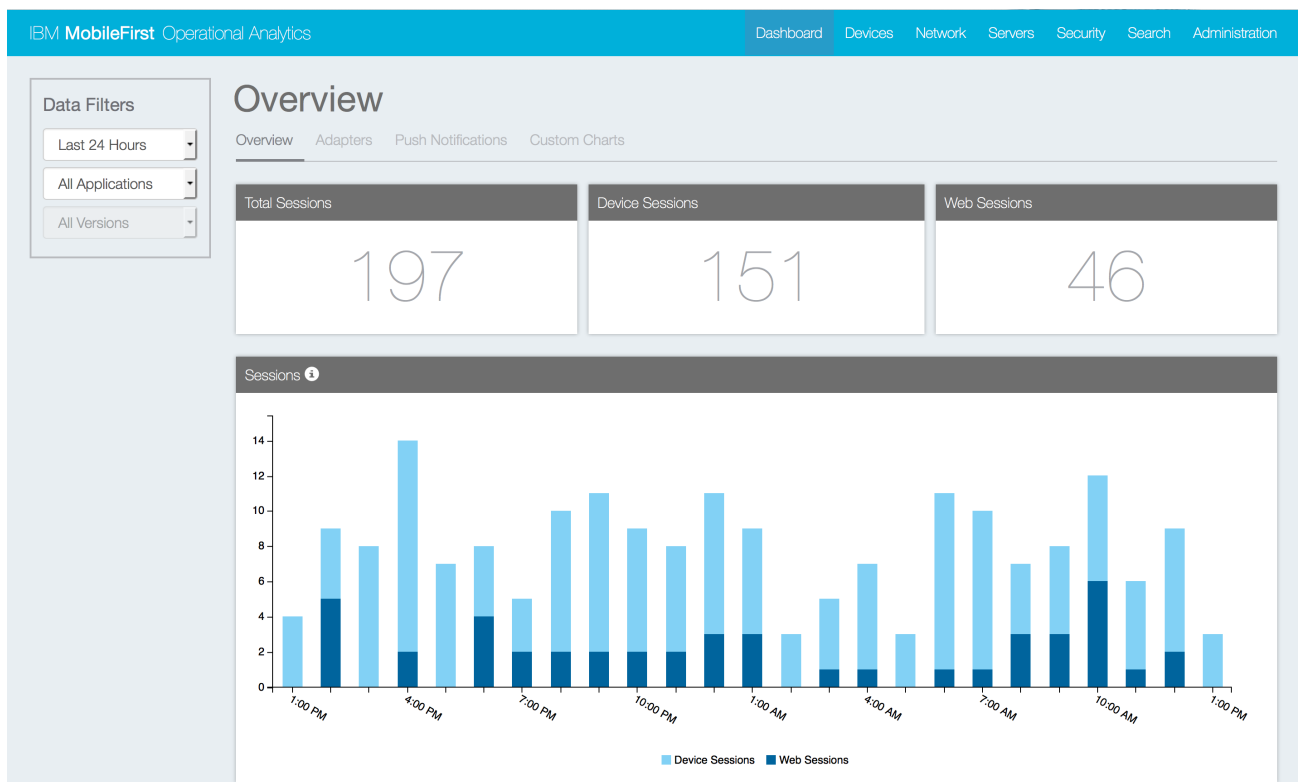 IBM MobileFirst Operational Analytics
Dashboard Devices Network Servers Security Search Administration
Data Filters
Last 24 Hours
All Applications
All Versions
Overview
Overview Adapters Push Notifications Custom Charts
Total Sessions
197
Device Sessions
151
Web Sessions
46
Sessions
14
12
10
8
6
4
2
0
1:00 PM 4:00 PM 7:00 PM 10:00 PM 1:00 AM 4:00 AM 7:00 AM 10:00 AM 1:00 PM
Device Sessions Web Sessions